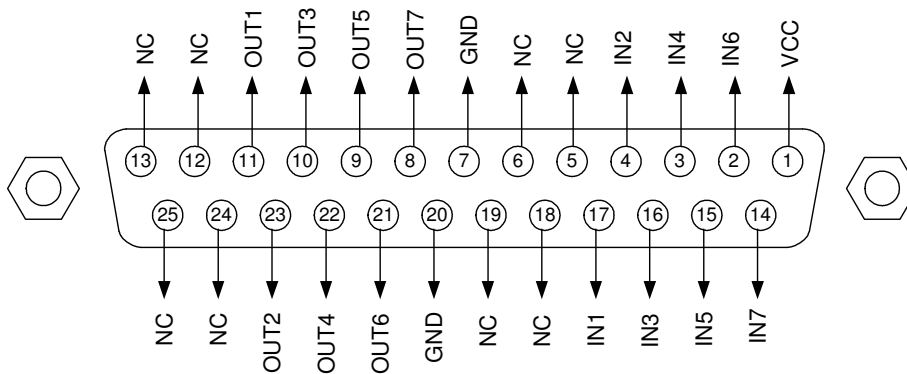 NC NC OUT1 OUT3 OUT5 OUT7 GND NC NC IN2 IN4 IN6 VCC
13 12 11 10 9 8 7 6 5 4 3 2 1
25 24 23 22 21 20 19 18 17 16 15 14
NC NC OUT2 OUT4 OUT6 GND NC NC IN1 IN3 IN5 IN7